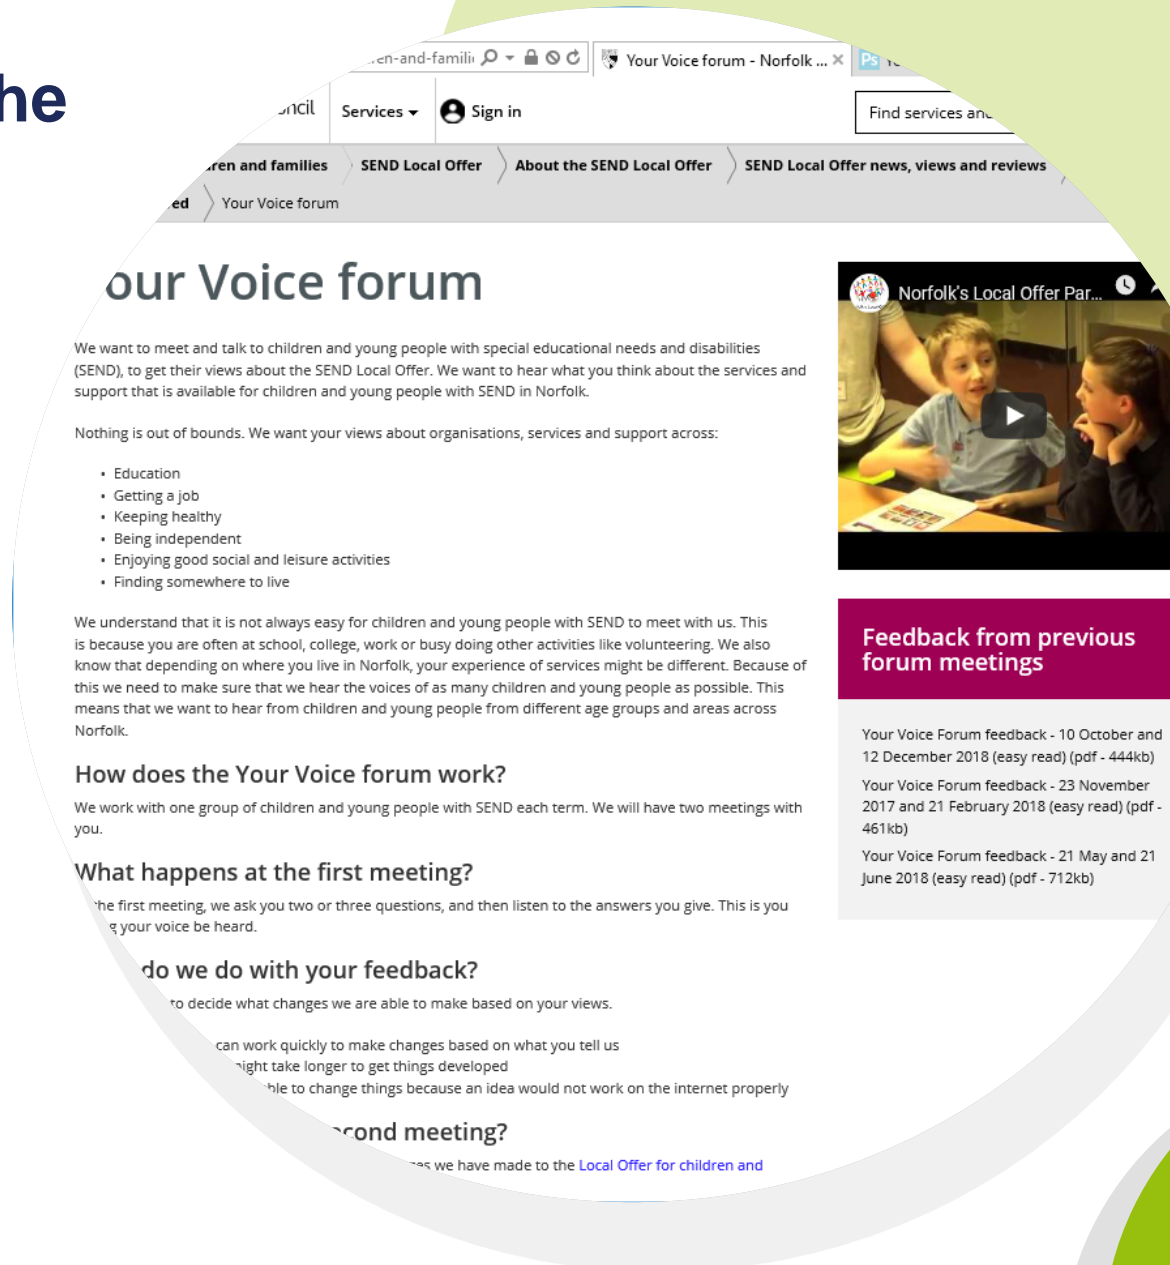 Your Voice forum - Norfolk ...
Services
Sign in
Find services
and families
SEND Local Offer
About the SEND Local Offer
SEND Local Offer news, views and reviews
Your Voice forum
Voice forum
We want to meet and talk to children and young people with special educational needs and disabilities
(SEND), to get their views about the SEND Local Offer. We want to hear what you think about the services and
support that is available for children and young people with SEND in Norfolk.
Nothing is out of bounds. We want your views about organisations, services and support across:
• Education
• Getting a job
• Keeping healthy
• Being independent
• Enjoying good social and leisure activities
• Finding somewhere to live
We understand that it is not always easy for children and young people with SEND to meet with us. This
is because you are often at school, college, work or busy doing other activities like volunteering. We also
know that depending on where you live in Norfolk, your experience of services might be different. Because of
this we need to make sure that we hear the voices of as many children and young people as possible. This
means that we want to hear from children and young people from different age groups and areas across
Norfolk.
How does the Your Voice forum work?
We work with one group of children and young people with SEND each term. We will have two meetings with
you.
What happens at the first meeting?
the first meeting, we ask you two or three questions, and then listen to the answers you give. This is you
your voice be heard.
do we do with your feedback?
to decide what changes we are able to make based on your views.
can work quickly to make changes based on what you tell us
take longer to get things developed
to change things because an idea would not work on the internet properly
meeting?
we have made to the Local Offer for children and
Norfolk's Local Offer Par...
Feedback from previous
forum meetings
Your Voice Forum feedback - 10 October and
12 December 2018 (easy read) (pdf - 444kb)
Your Voice Forum feedback - 23 November
2017 and 21 February 2018 (easy read) (pdf -
461kb)
Your Voice Forum feedback - 21 May and 21
June 2018 (easy read) (pdf - 712kb)